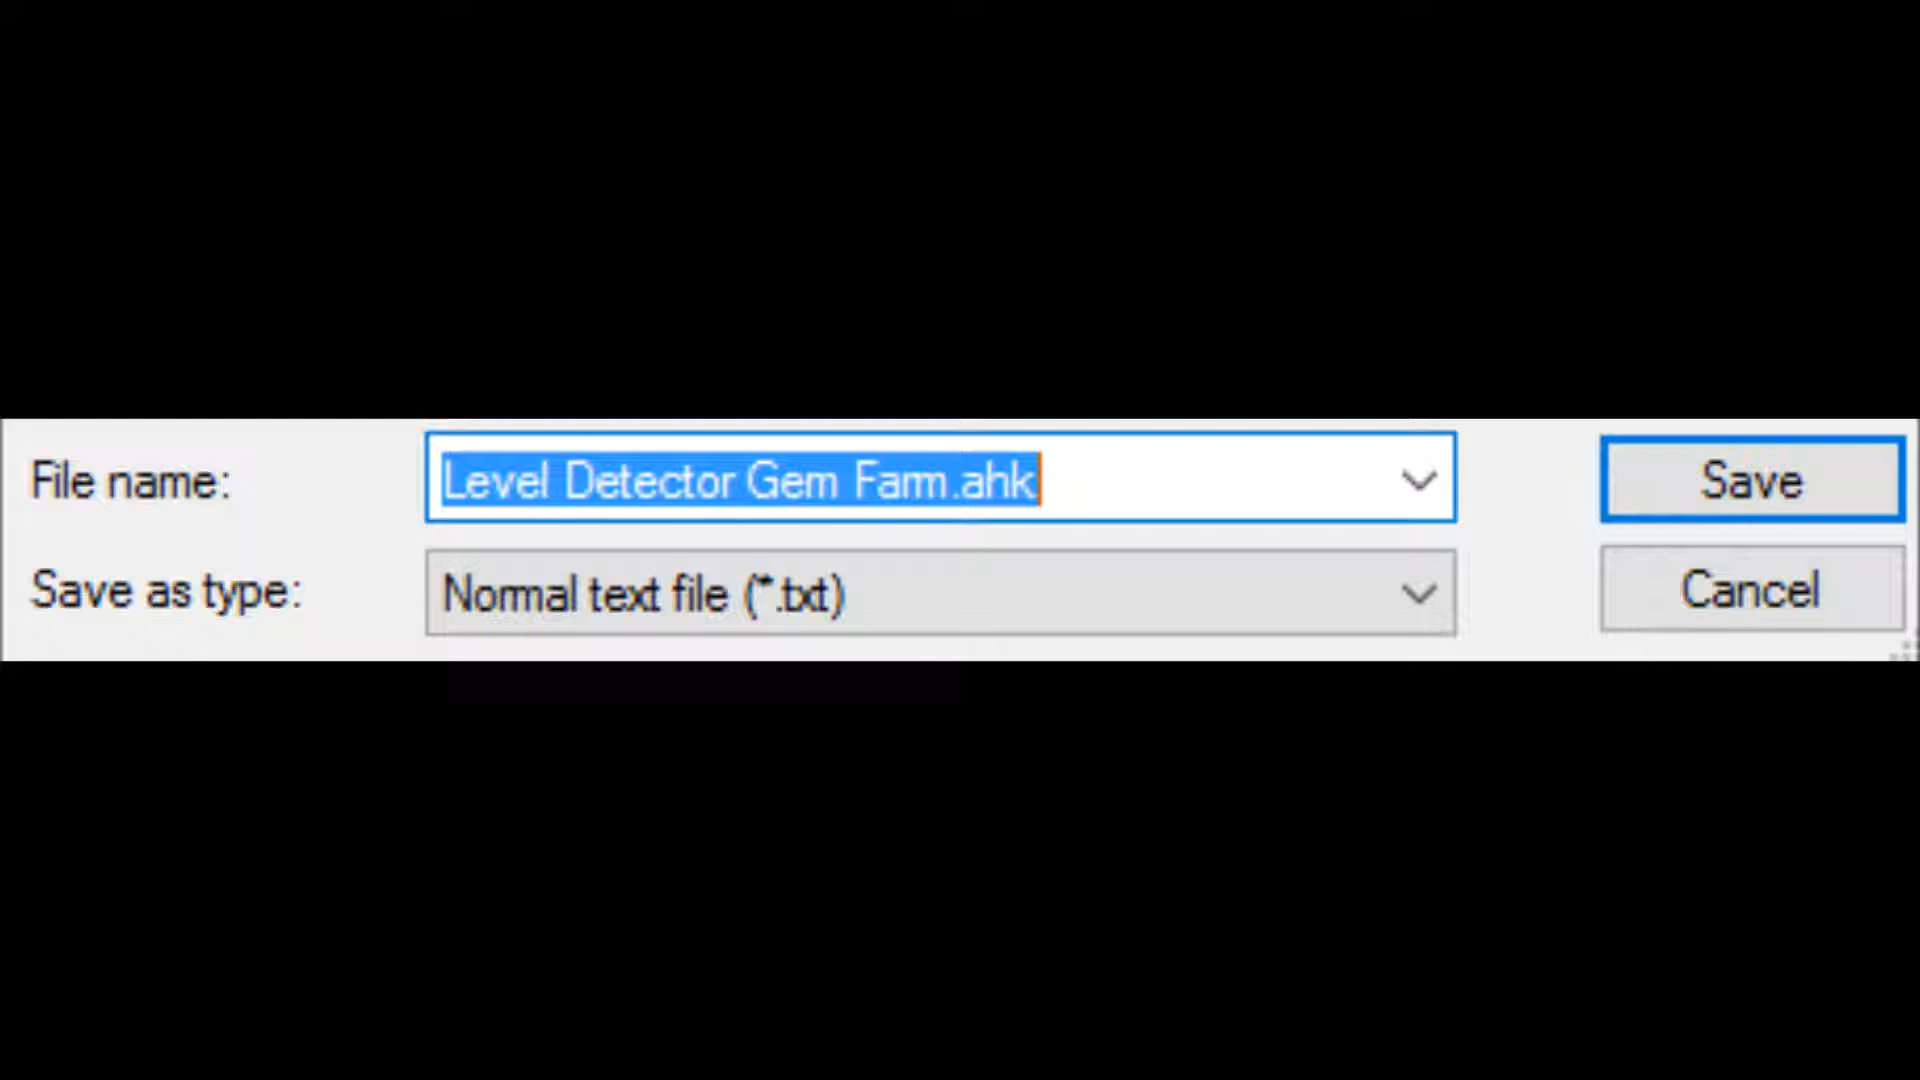 File name: Level Detector Gem Farm.ahk Save
Save as type: Normal text file (*.txt) Cancel